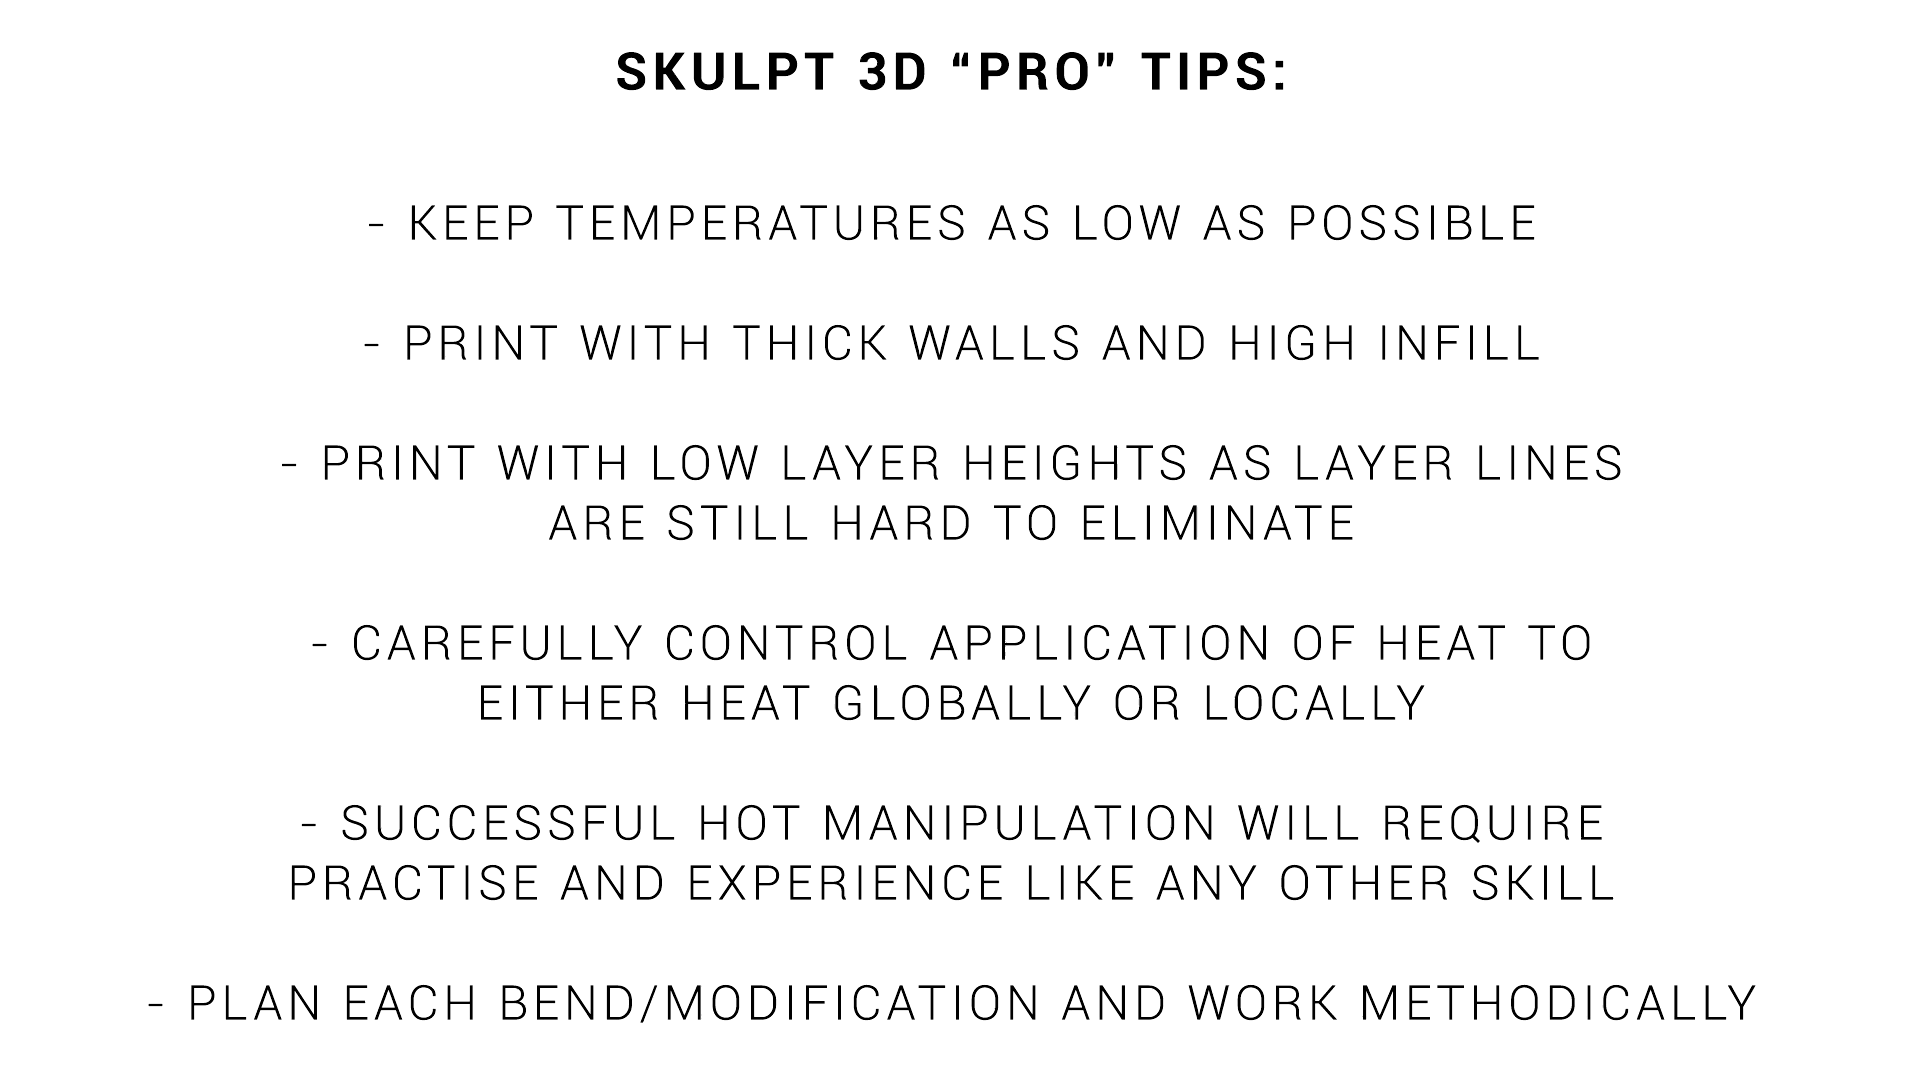 SKULPT 3D “PRO” TIPS:
- KEEP TEMPERATURES AS LOW AS POSSIBLE
- PRINT WITH THICK WALLS AND HIGH INFILL
- PRINT WITH LOW LAYER HEIGHTS AS LAYER LINES
ARE STILL HARD TO ELIMINATE
- CAREFULLY CONTROL APPLICATION OF HEAT TO
EITHER HEAT GLOBALLY OR LOCALLY
- SUCCESSFUL HOT MANIPULATION WILL REQUIRE
PRACTISE AND EXPERIENCE LIKE ANY OTHER SKILL
- PLAN EACH BEND/MODIFICATION AND WORK METHODICALLY